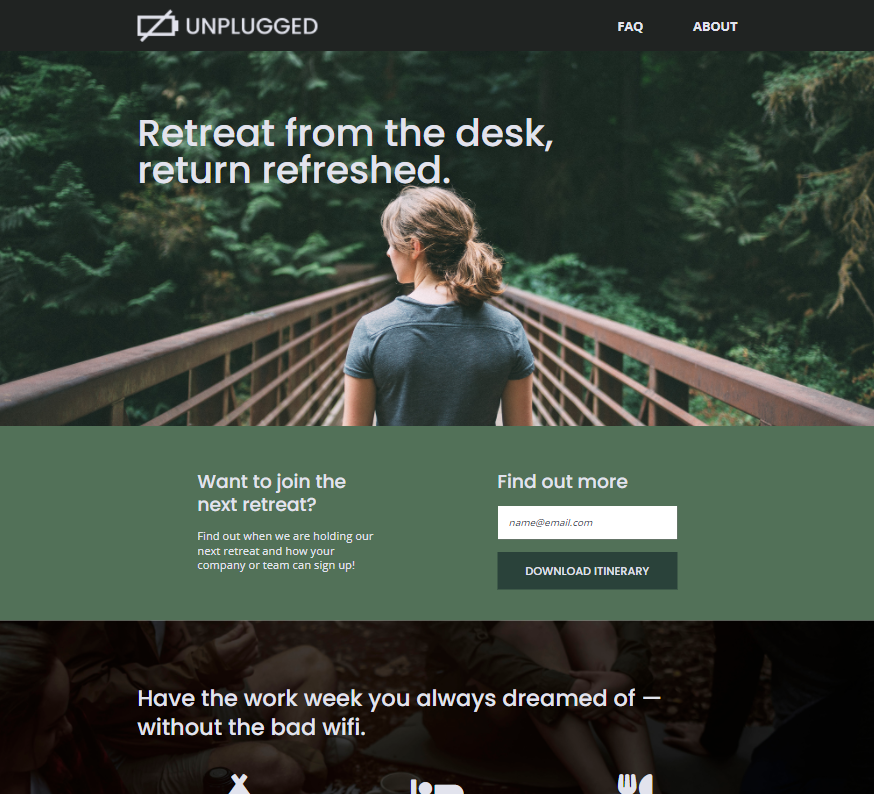 UNPLUGGED
FAQ
ABOUT
Retreat from the desk,
return refreshed.
Want to join the
next retreat?
Find out when we are holding our
next retreat and how your
company or team can sign up!
Find out more
name@email.com
DOWNLOAD ITINERARY
Have the work week you always dreamed of —
without the bad wifi.